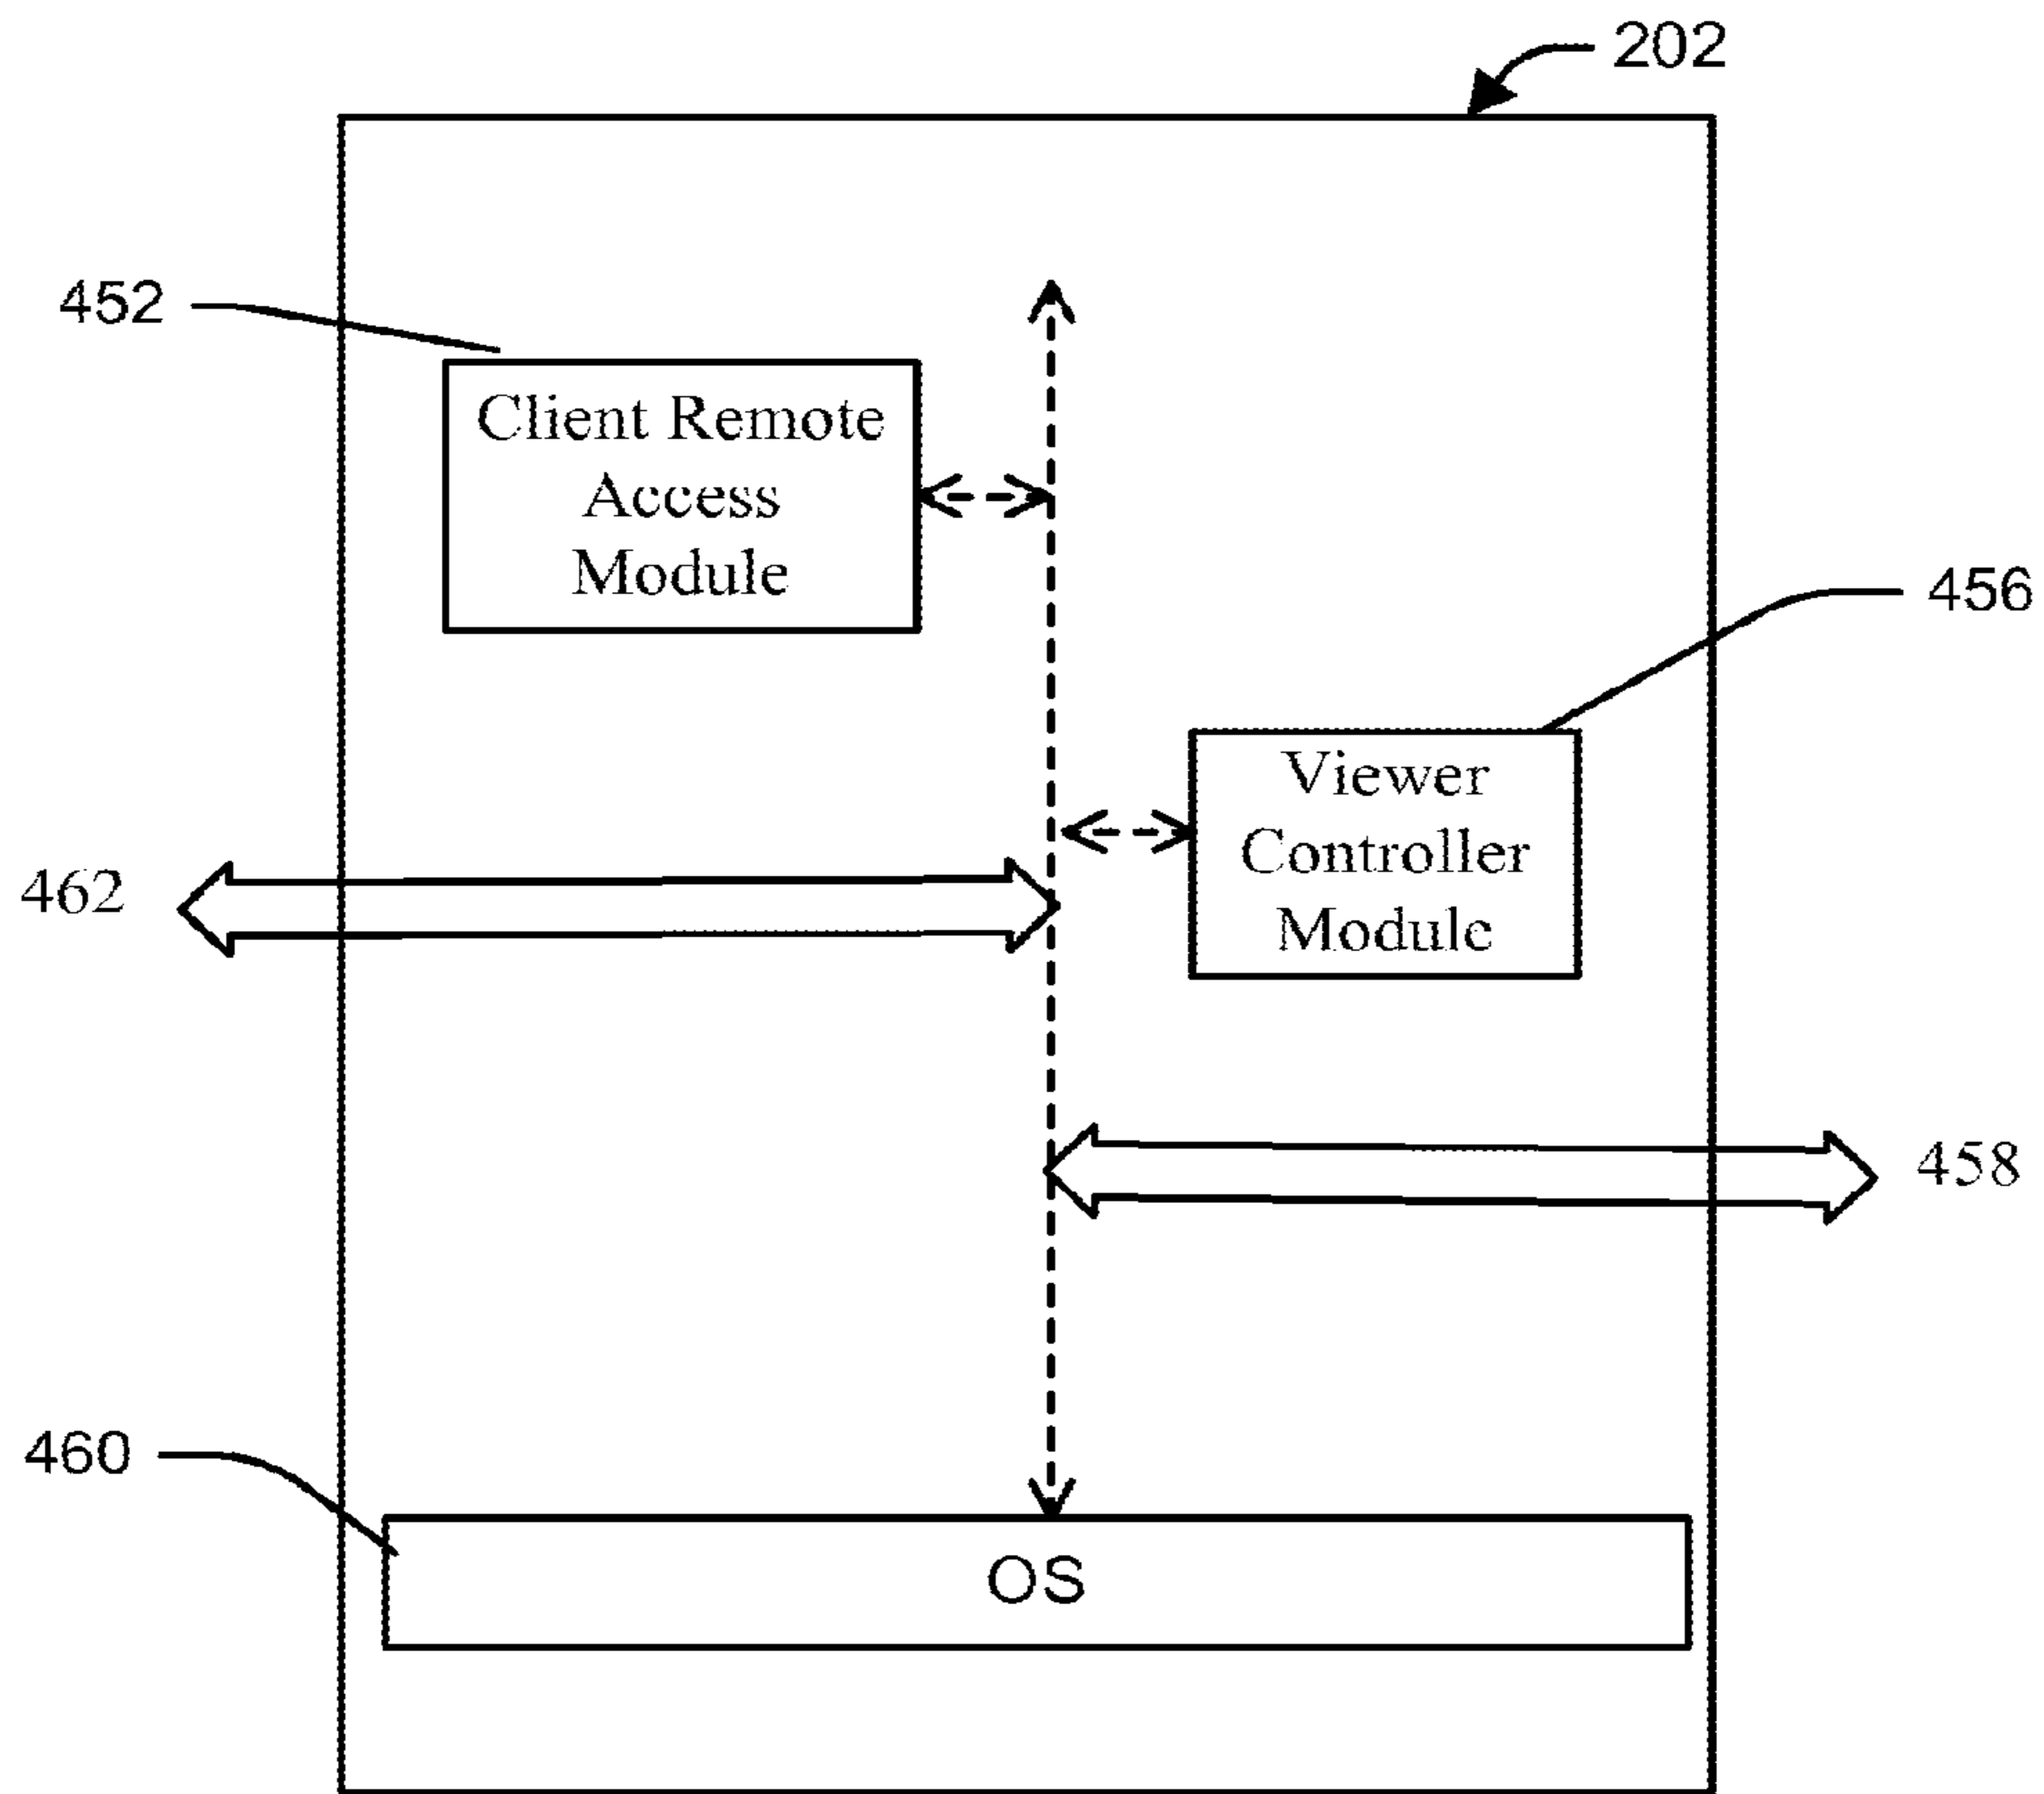 202
452
Client Remote
Access
Module
456
Viewer
Controller
Module
462
458
460
OS